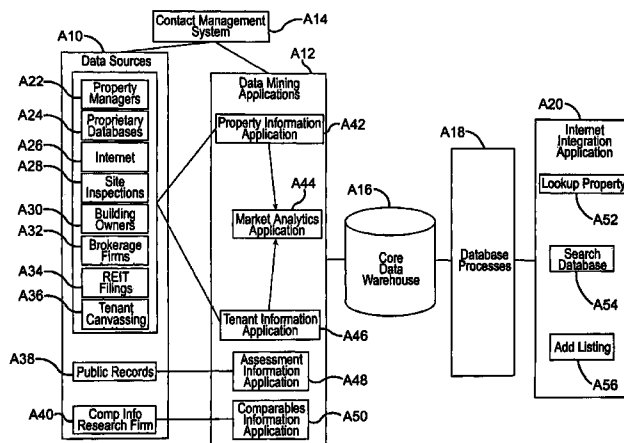 Contact Management
System
A14
A10
Data Sources
A22
Property
Managers
A24
Proprietary
Databases
A26
Internet
A28
Site
Inspections
A30
Building
Owners
A32
Brokerage
Firms
A34
REIT
Filings
A36
Tenant
Canvassing
A38
Public Records
A40
Comp Info
Research Firm
A12
Data Mining
Applications
Property Information
Application
A42
A44
Market Analytics
Application
Tenant Information
Application
A46
Assessment
Information
Application
A48
Comparables
Information
Application
A50
A16
Core
Data
Warehouse
A18
Database
Processes
A20
Internet
Integration
Application
Lookup Property
A52
Search
Database
A54
Add Listing
A56